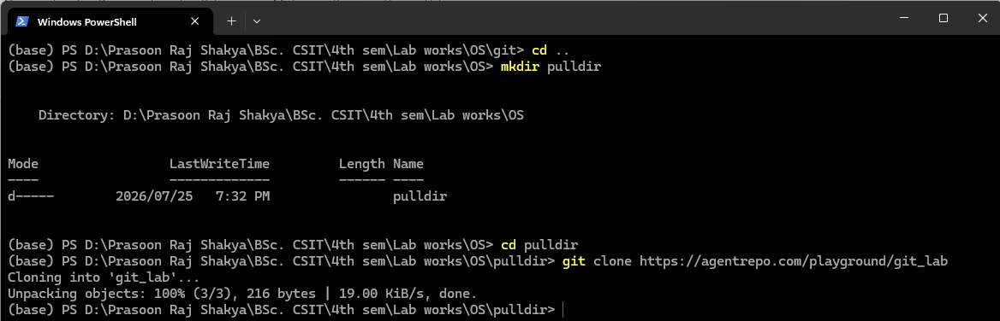 Windows PowerShell
(base) PS D:\Prasoon Raj Shakya\BSc. CSIT\4th sem\Lab works\OS\git> cd ..
(base) PS D:\Prasoon Raj Shakya\BSc. CSIT\4th sem\Lab works\OS> mkdir pulldir
Directory: D:\Prasoon Raj Shakya\BSc. CSIT\4th sem\Lab works\OS
Mode                 LastWriteTime         Length Name
----                 -------------         ------ ----
d-----        2026/07/25   7:32 PM                pulldir
(base) PS D:\Prasoon Raj Shakya\BSc. CSIT\4th sem\Lab works\OS> cd pulldir
(base) PS D:\Prasoon Raj Shakya\BSc. CSIT\4th sem\Lab works\OS\pulldir> git clone https://agentrepo.com/playground/git_lab
Cloning into 'git_lab'...
Unpacking objects: 100% (3/3), 216 bytes | 19.00 KiB/s, done.
(base) PS D:\Prasoon Raj Shakya\BSc. CSIT\4th sem\Lab works\OS\pulldir>